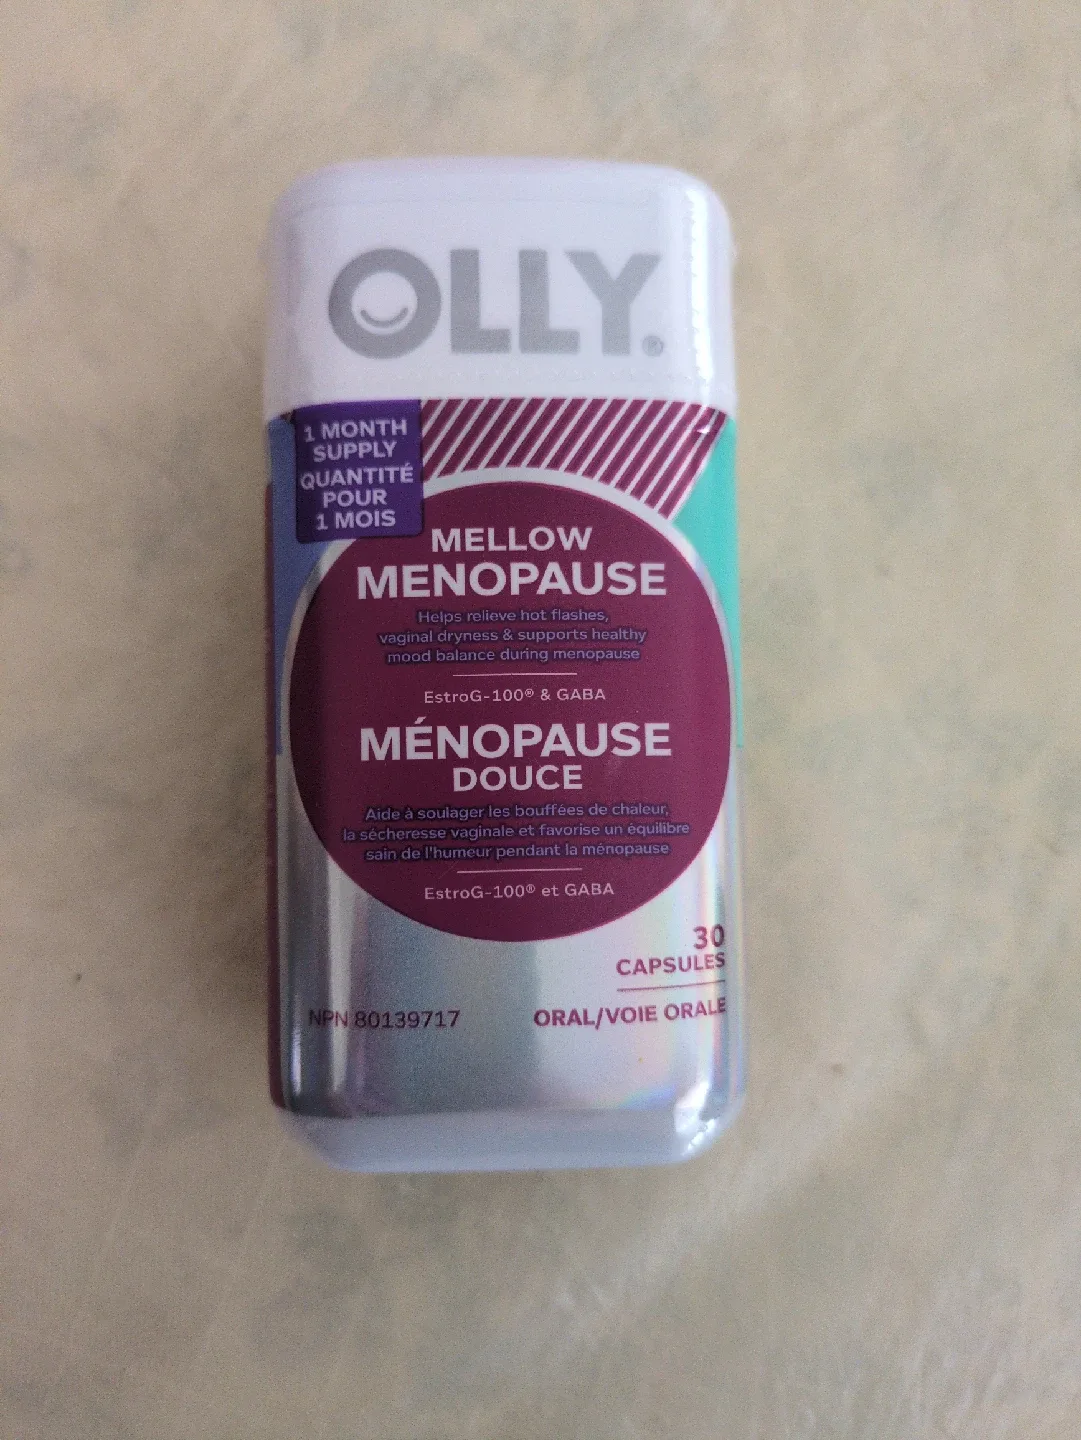 OLLY®
1 MONTH
SUPPLY
QUANTITÉ
POUR
1 MOIS
MELLOW
MENOPAUSE
Helps relieve hot flashes,
vaginal dryness & supports healthy
mood balance during menopause
EstroG-100® & GABA
MÉNOPAUSE
DOUCE
Aide à soulager les bouffées de chaleur,
la sécheresse vaginale et favorise un équilibre
sain de l'humeur pendant la ménopause
EstroG-100® et GABA
30
CAPSULES
NPN 80139717
ORAL/VOIE ORALE